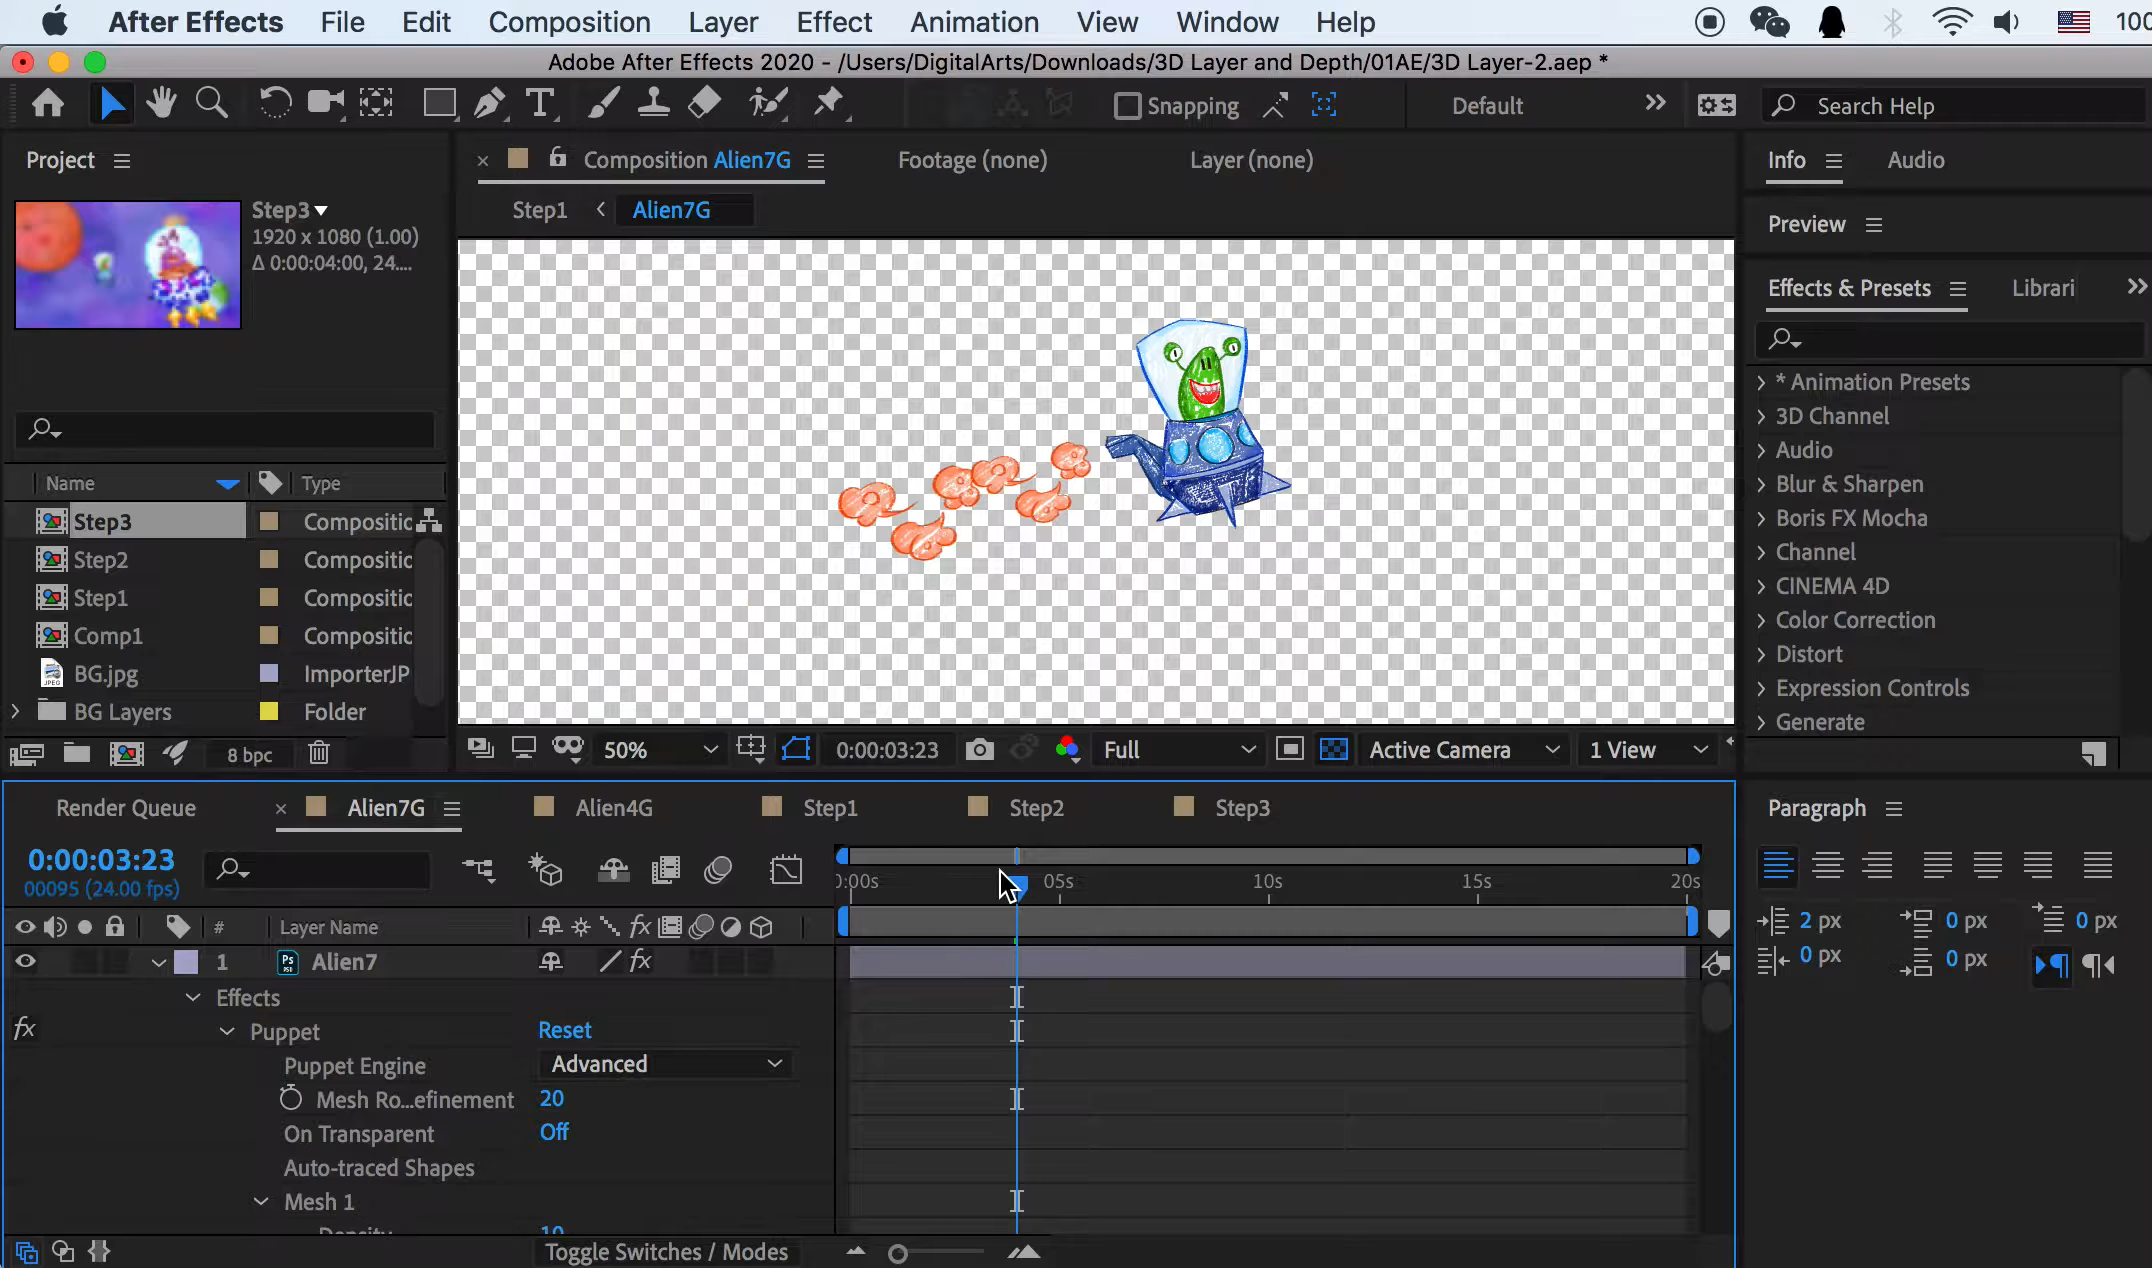 After Effects File Edit Composition Layer Effect Animation View Window Help 100
Adobe After Effects 2020 - /Users/DigitalArts/Downloads/3D Layer and Depth/01AE/3D Layer-2.aep *
Snapping Default Search Help
Project
Step3
1920 x 1080 (1.00)
Δ 0:00:04:00, 24....
Name Type
Step3 Compositic
Step2 Compositic
Step1 Compositic
Comp1 Compositic
BG.jpg ImporterJP
BG Layers Folder
8 bpc
Composition Alien7G Footage (none) Layer (none)
Step1 Alien7G
50% 0:00:03:23 Full Active Camera 1 View
Info Audio
Preview
Effects & Presets Librari
* Animation Presets
3D Channel
Audio
Blur & Sharpen
Boris FX Mocha
Channel
CINEMA 4D
Color Correction
Distort
Expression Controls
Generate
Render Queue Alien7G Alien4G Step1 Step2 Step3
0:00:03:23
00095 (24.00 fps)
0:00s 05s 10s 15s 20s
# Layer Name fx
1 Ps Alien7 fx
Effects
fx Puppet Reset
Puppet Engine Advanced
Mesh Ro...efinement 20
On Transparent Off
Auto-traced Shapes
Mesh 1
Density 10
Toggle Switches / Modes
Paragraph
2 px 0 px 0 px
0 px 0 px